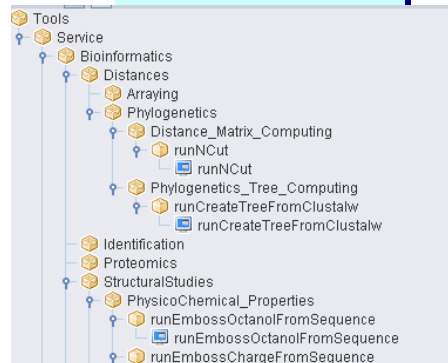 Tools
Service
Bioinformatics
Distances
Arraying
Phylogenetics
Distance_Matrix_Computing
runNCut
runNCut
Phylogenetics_Tree_Computing
runCreateTreeFromClustalw
runCreateTreeFromClustalw
Identification
Proteomics
StructuralStudies
PhysicoChemical_Properties
runEmbossOctanolFromSequence
runEmbossOctanolFromSequence
runEmbossChargeFromSequence